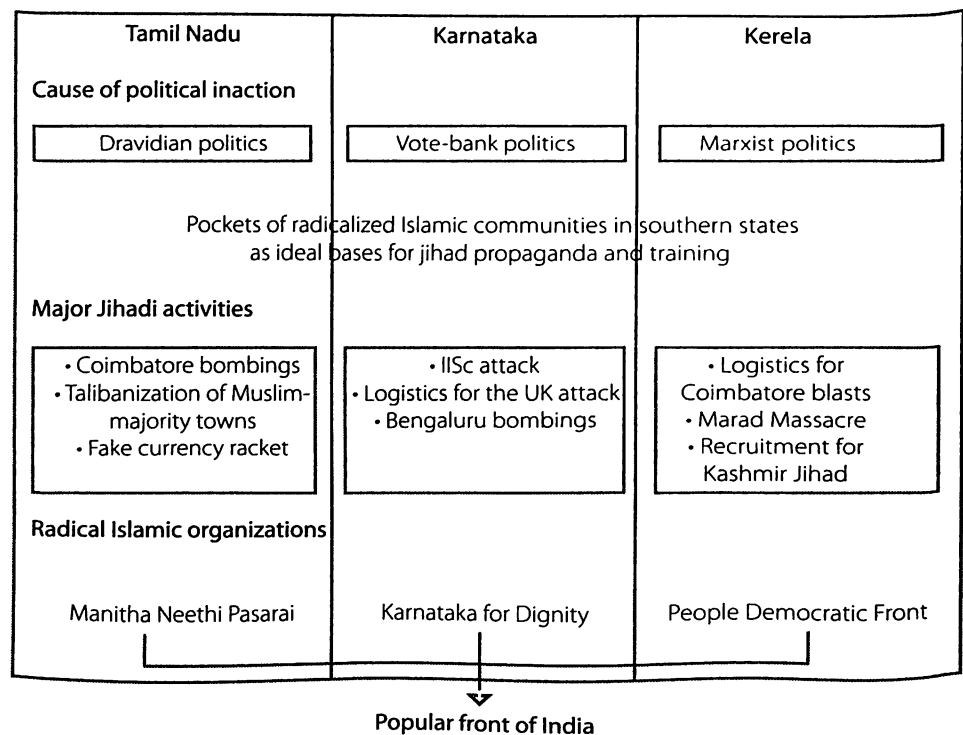 Tamil Nadu
Karnataka
Kerela
Cause of political inaction
Dravidian politics
Vote-bank politics
Marxist politics
Pockets of radicalized Islamic communities in southern states
as ideal bases for jihad propaganda and training
Major Jihadi activities
• Coimbatore bombings
• Talibanization of Muslim-
majority towns
• Fake currency racket
• IISc attack
• Logistics for the UK attack
• Bengaluru bombings
• Logistics for
Coimbatore blasts
• Marad Massacre
• Recruitment for
Kashmir Jihad
Radical Islamic organizations
Manitha Neethi Pasarai
Karnataka for Dignity
People Democratic Front
Popular front of India